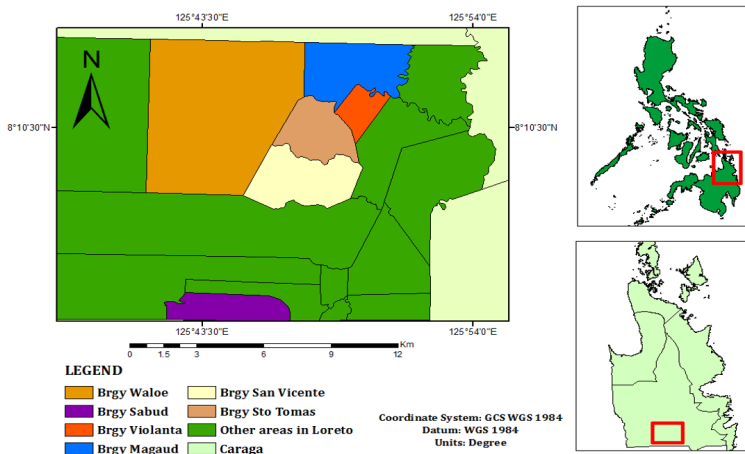 125°43'30"E 125°54'0"E
N
8°10'30"N 8°10'30"N
125°43'30"E 125°54'0"E
Km
0 1.5 3 6 9 12
LEGEND
Brgy Waloe Brgy San Vicente
Brgy Sabud Brgy Sto Tomas
Brgy Violanta Other areas in Loreto
Brgy Magaud Caraga
Coordinate System: GCS WGS 1984
Datum: WGS 1984
Units: Degree